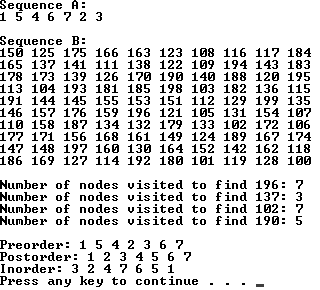 Sequence A:
1 5 4 6 7 2 3
Sequence B:
150 125 175 166 163 123 108 116 117 184
165 137 141 111 138 122 109 194 143 183
178 173 139 126 170 190 140 188 120 195
113 104 193 181 185 198 103 182 136 115
191 144 145 155 153 151 112 129 199 135
146 157 176 159 196 121 105 131 154 107
110 158 187 134 132 179 133 102 172 106
177 171 156 168 161 149 124 189 167 174
147 148 197 160 130 164 152 142 162 118
186 169 127 114 192 180 101 119 128 100
Number of nodes visited to find 196: 7
Number of nodes visited to find 137: 3
Number of nodes visited to find 102: 7
Number of nodes visited to find 190: 5
Preorder: 1 5 4 2 3 6 7
Postorder: 1 2 3 4 5 6 7
Inorder: 3 2 4 7 6 5 1
Press any key to continue . . . _